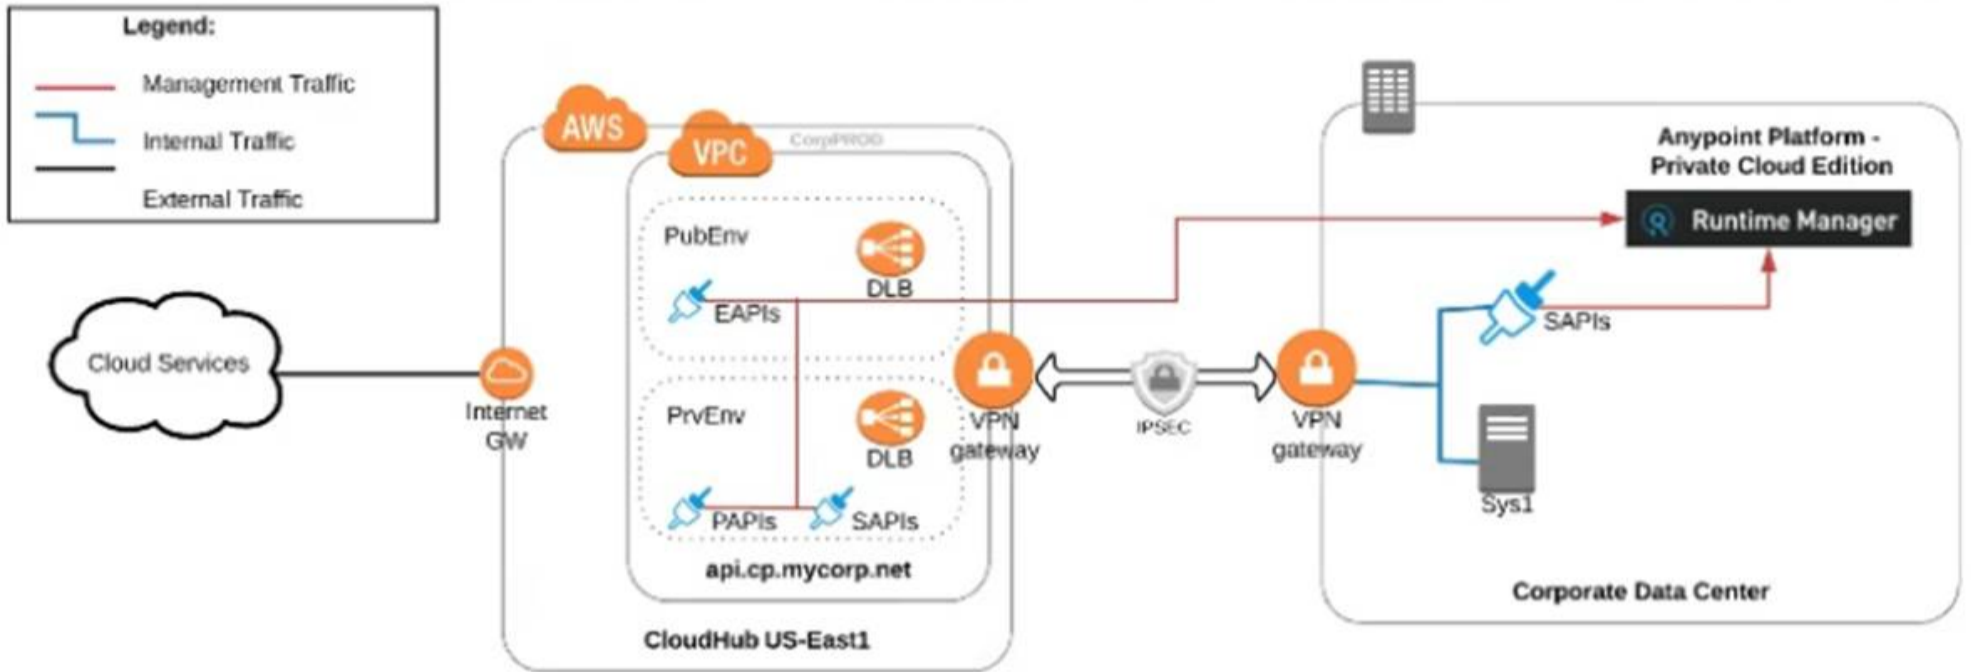 Legend:
Management Traffic
Internal Traffic
External Traffic
AWS
VPC
CorpPROD
PubEnv
DLB
EAPIs
PrvEnv
DLB
PAPIs
SAPIs
api.cp.mycorp.net
CloudHub US-East1
Cloud Services
Internet
GW
VPN
gateway
IPSEC
VPN
gateway
Anypoint Platform -
Private Cloud Edition
Runtime Manager
SAPIs
Sys1
Corporate Data Center